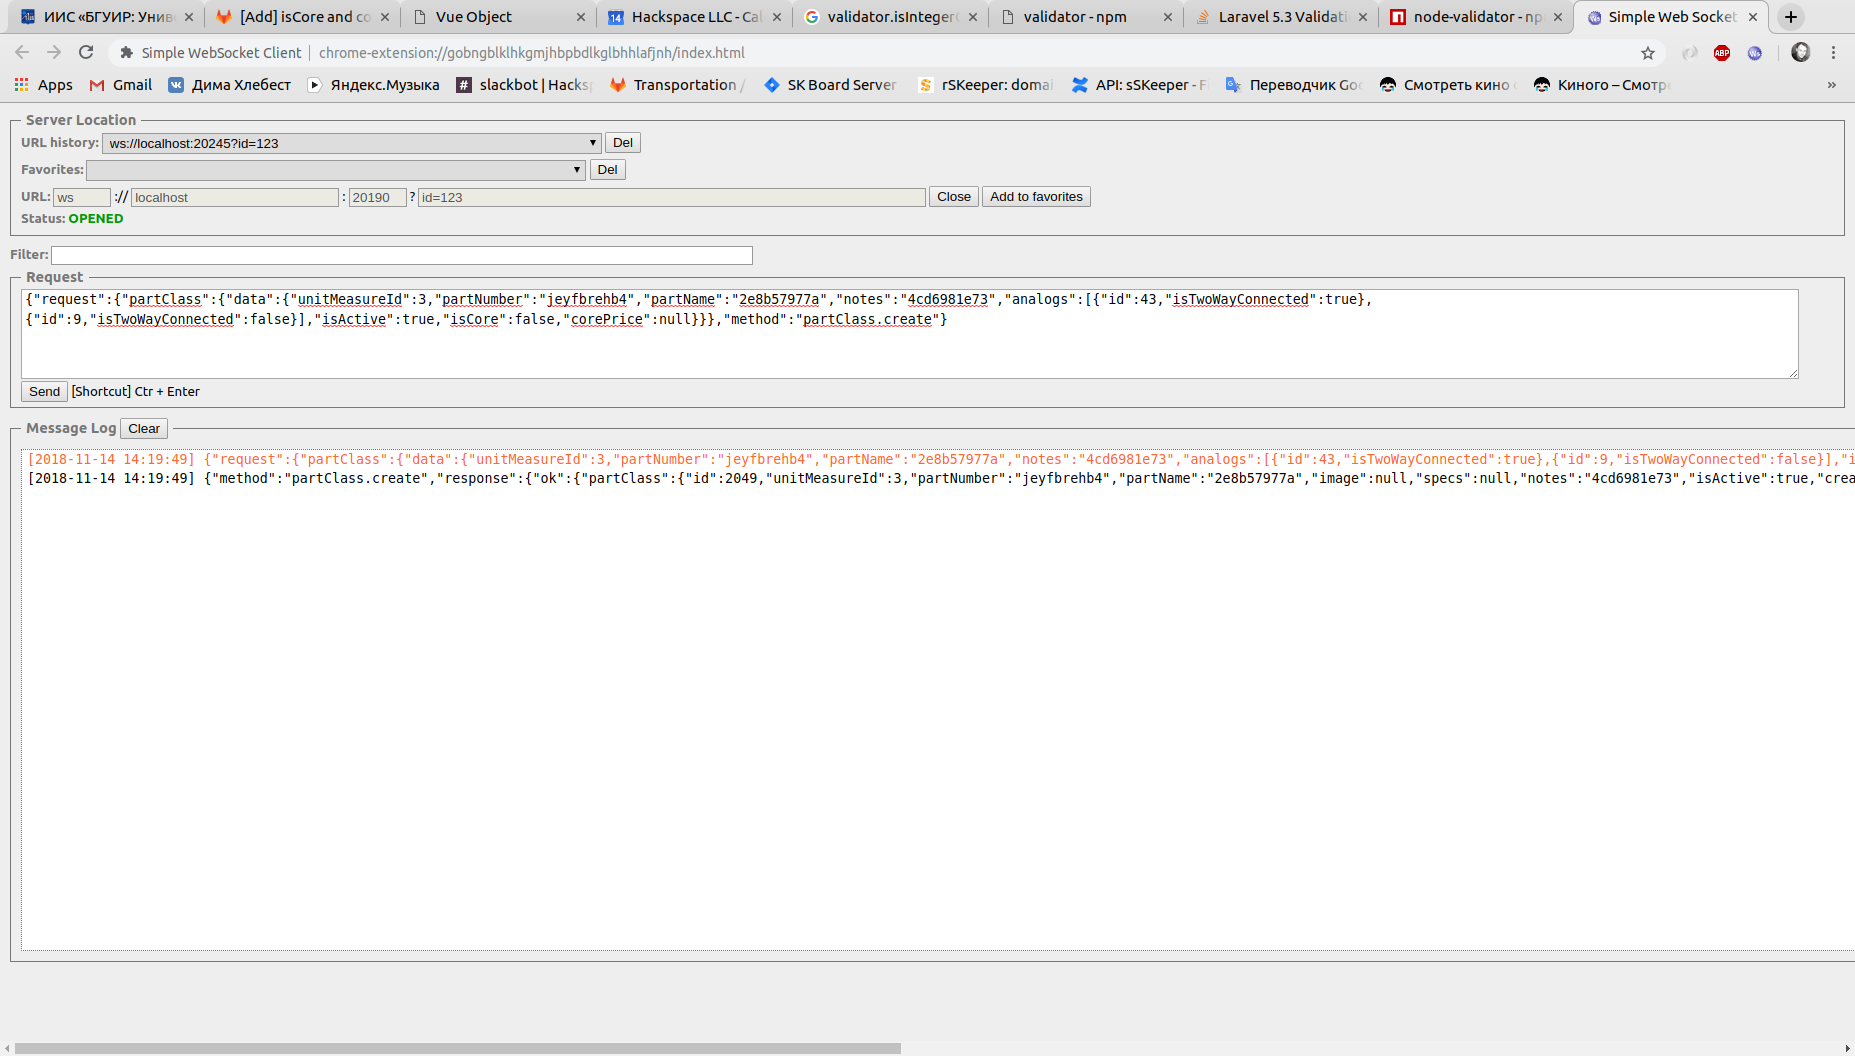 ИИС «БГУИР: Униве
[Add] isCore and co
Vue Object
Hackspace LLC - Cal
validator.isInteger(
validator - npm
Laravel 5.3 Validati
node-validator - np
Simple Web Socket
Simple WebSocket Client | chrome-extension://gobngblklhkgmjhbpbdlkglbhhlafjnh/index.html
Apps Gmail Дима Хлебест Яндекс.Музыка slackbot | Hacksp Transportation / SK Board Server rSKeeper: domai API: sSKeeper - F Переводчик Goo Смотреть кино Киного – Смотр »
Server Location
URL history: ws://localhost:20245?id=123 Del
Favorites: Del
URL: ws :// localhost : 20190 ? id=123 Close Add to favorites
Status: OPENED
Filter:
Request
{"request":{"partClass":{"data":{"unitMeasureId":3,"partNumber":"jeyfbrehb4","partName":"2e8b57977a","notes":"4cd6981e73","analogs":[{"id":43,"isTwoWayConnected":true},
{"id":9,"isTwoWayConnected":false}],"isActive":true,"isCore":false,"corePrice":null}}},"method":"partClass.create"}
Send [Shortcut] Ctr + Enter
Message Log Clear
[2018-11-14 14:19:49] {"request":{"partClass":{"data":{"unitMeasureId":3,"partNumber":"jeyfbrehb4","partName":"2e8b57977a","notes":"4cd6981e73","analogs":[{"id":43,"isTwoWayConnected":true},{"id":9,"isTwoWayConnected":false}],"i
[2018-11-14 14:19:49] {"method":"partClass.create","response":{"ok":{"partClass":{"id":2049,"unitMeasureId":3,"partNumber":"jeyfbrehb4","partName":"2e8b57977a","image":null,"specs":null,"notes":"4cd6981e73","isActive":true,"crea